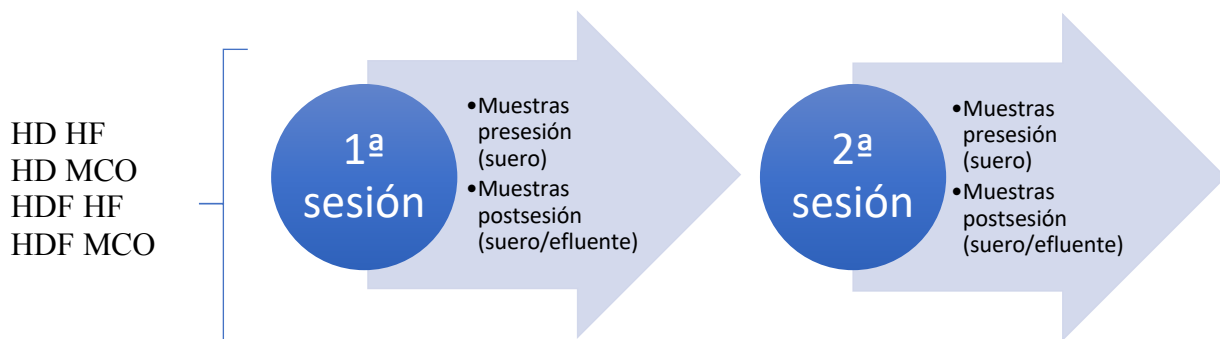 HD HF
HD MCO
HDF HF
HDF MCO
1ª
sesión
•Muestras
presesión
(suero)
•Muestras
postsesión
(suero/efluente)
2ª
sesión
•Muestras
presesión
(suero)
•Muestras
postsesión
(suero/efluente)